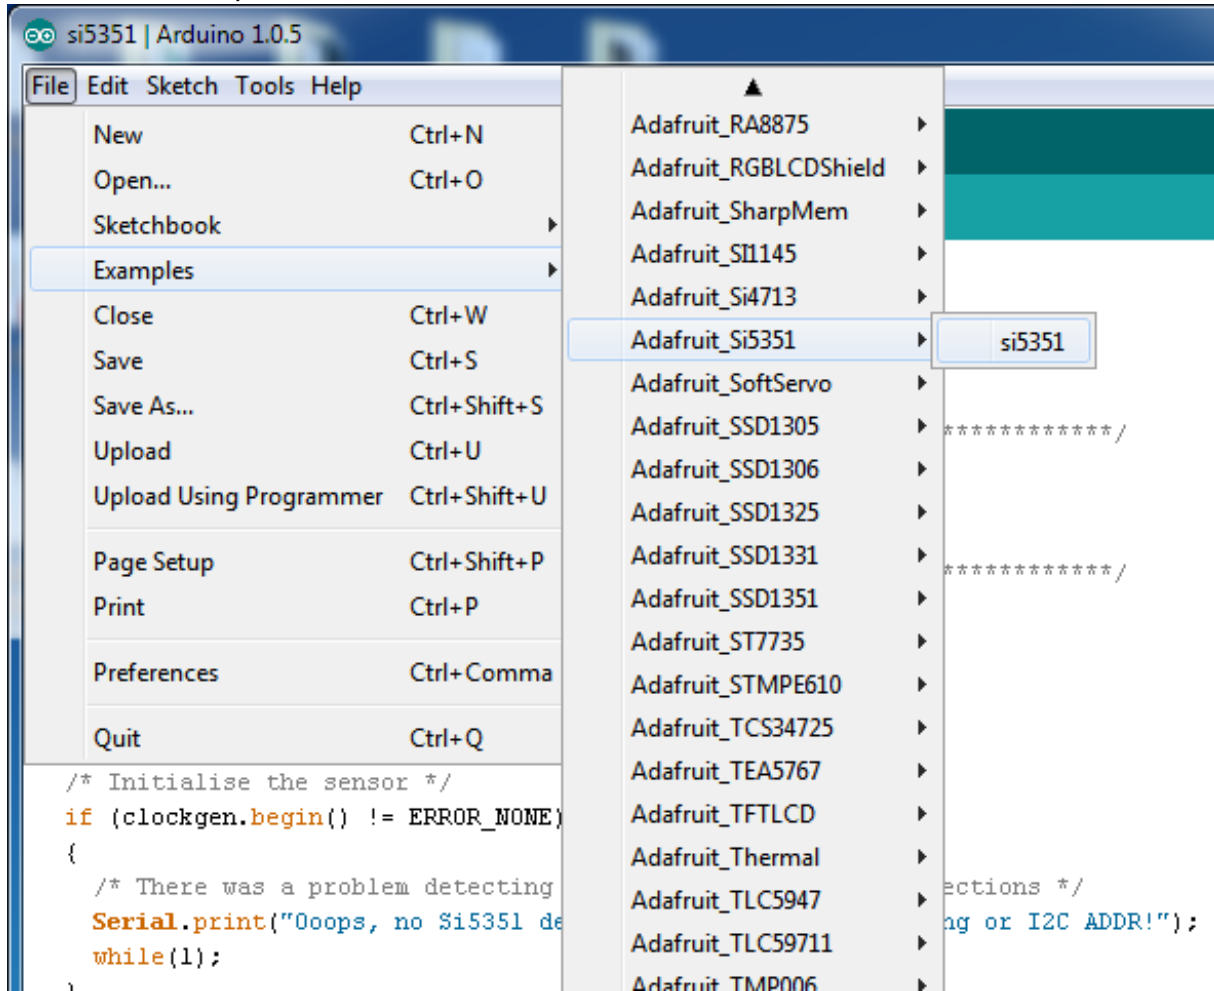 si5351 | Arduino 1.0.5
File Edit Sketch Tools Help
New Ctrl+N
Open... Ctrl+O
Sketchbook
Examples
Close Ctrl+W
Save Ctrl+S
Save As... Ctrl+Shift+S
Upload Ctrl+U
Upload Using Programmer Ctrl+Shift+U
Page Setup Ctrl+Shift+P
Print Ctrl+P
Preferences Ctrl+Comma
Quit Ctrl+Q
Adafruit_RA8875
Adafruit_RGBLCDShield
Adafruit_SharpMem
Adafruit_SI1145
Adafruit_Si4713
Adafruit_Si5351
Adafruit_SoftServo
Adafruit_SSD1305
Adafruit_SSD1306
Adafruit_SSD1325
Adafruit_SSD1331
Adafruit_SSD1351
Adafruit_ST7735
Adafruit_STMPE610
Adafruit_TCS34725
Adafruit_TEA5767
Adafruit_TFTLCD
Adafruit_Thermal
Adafruit_TLC5947
Adafruit_TLC59711
Adafruit_TMP006
si5351
************/
************/
/* Initialise the sensor */
if (clockgen.begin() != ERROR_NONE)
{
/* There was a problem detecting ections */
Serial.print("Ooops, no Si5351 de ng or I2C ADDR!");
while(1);
}